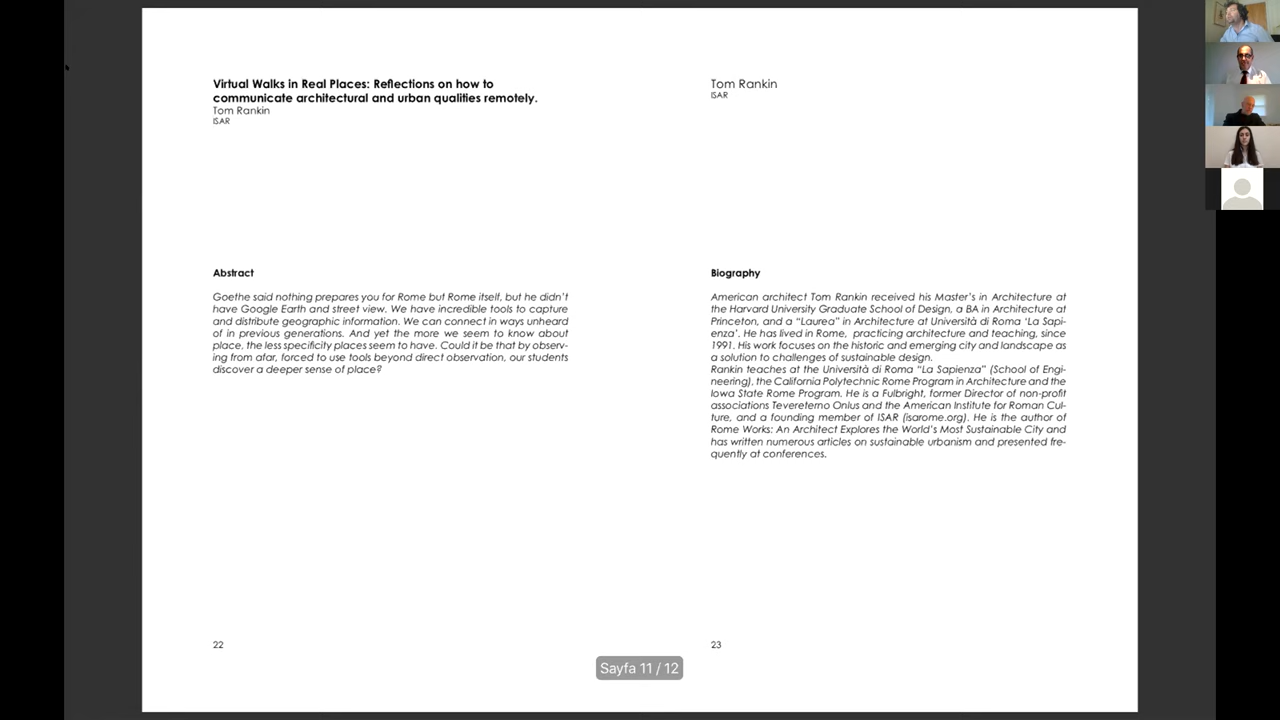 Virtual Walks in Real Places: Reflections on how to
communicate architectural and urban qualities remotely.
Tom Rankin
ISAR
Abstract
Goethe said nothing prepares you for Rome but Rome itself, but he didn't
have Google Earth and street view. We have incredible tools to capture
and distribute geographic information. We can connect in ways unheard
of in previous generations. And yet the more we seem to know about
place, the less specificity places seem to have. Could it be that by observ-
ing from afar, forced to use tools beyond direct observation, our students
discover a deeper sense of place?
22
Tom Rankin
ISAR
Biography
American architect Tom Rankin received his Master's in Architecture at
the Harvard University Graduate School of Design, a BA in Architecture at
Princeton, and a "Laurea" in Architecture at Università di Roma 'La Sapi-
enza'. He has lived in Rome, practicing architecture and teaching, since
1991. His work focuses on the historic and emerging city and landscape as
a solution to challenges of sustainable design.
Rankin teaches at the Università di Roma "La Sapienza" (School of Engi-
neering), the California Polytechnic Rome Program in Architecture and the
Iowa State Rome Program. He is a Fulbright, former Director of non-profit
associations Tevereterno Onlus and the American Institute for Roman Cul-
ture, and a founding member of ISAR (isarome.org). He is the author of
Rome Works: An Architect Explores the World's Most Sustainable City and
has written numerous articles on sustainable urbanism and presented fre-
quently at conferences.
23
Sayfa 11 / 12